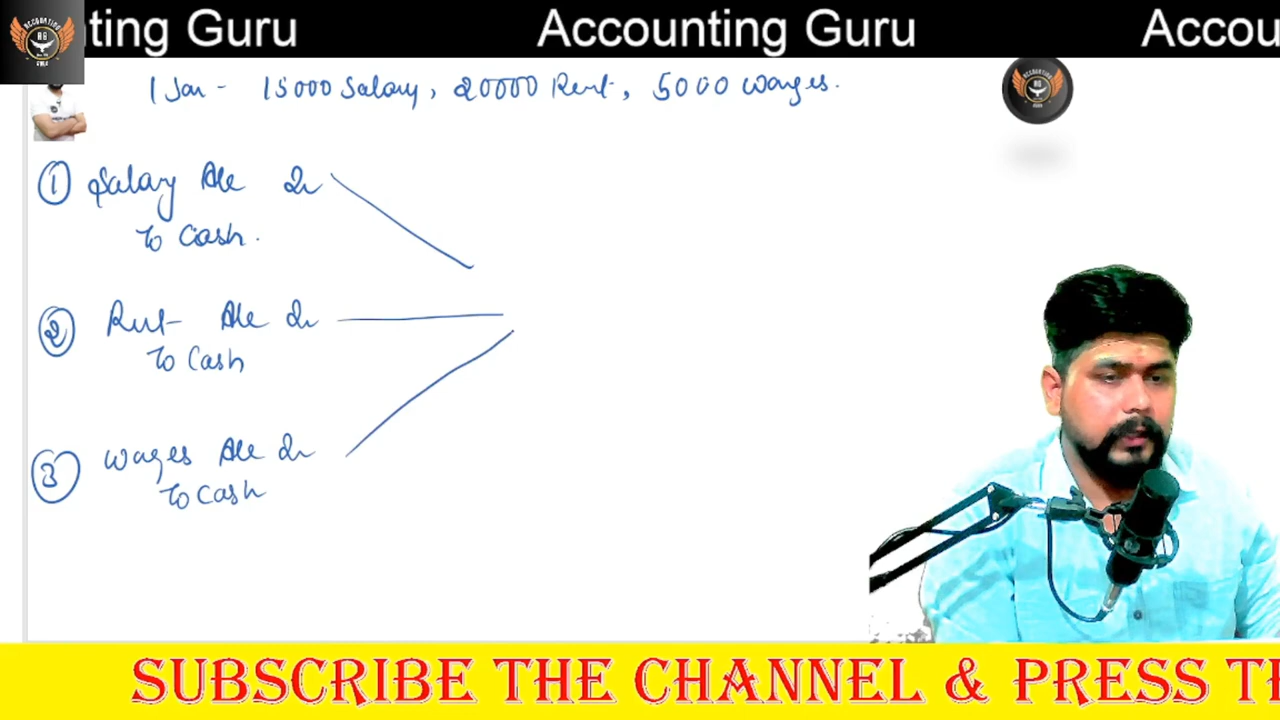 ting Guru Accounting Guru Accou
1 Jan - 15000 Salary, 20000 Rent, 5000 Wages.
① Salary A/c Dr
To Cash.
② Rent A/c Dr
To Cash
③ Wages A/c Dr
To Cash
SUBSCRIBE THE CHANNEL & PRESS TH